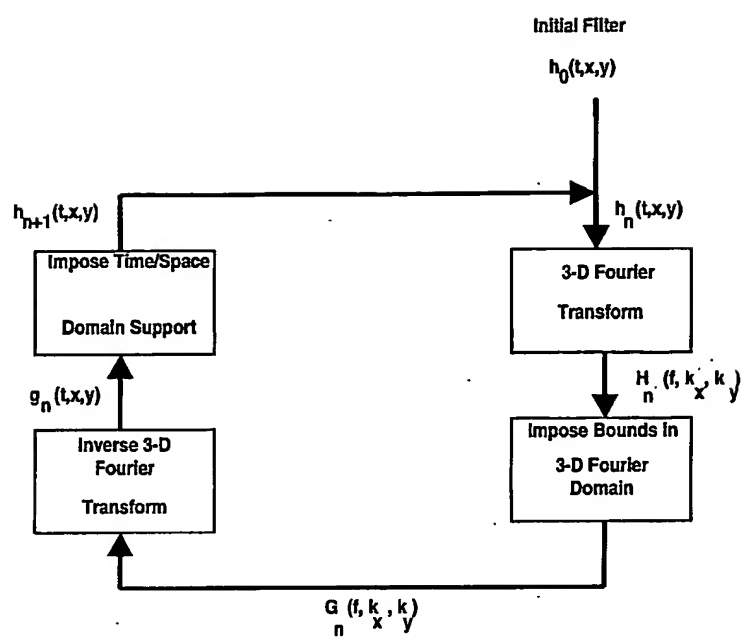 Initial Filter
h0(t,x,y)
hn+1(t,x,y)
hn(t,x,y)
Impose Time/Space
Domain Support
3-D Fourier
Transform
gn(t,x,y)
Hn(f, kx, ky)
Inverse 3-D
Fourier
Transform
Impose Bounds in
3-D Fourier
Domain
Gn(f, kx, ky)